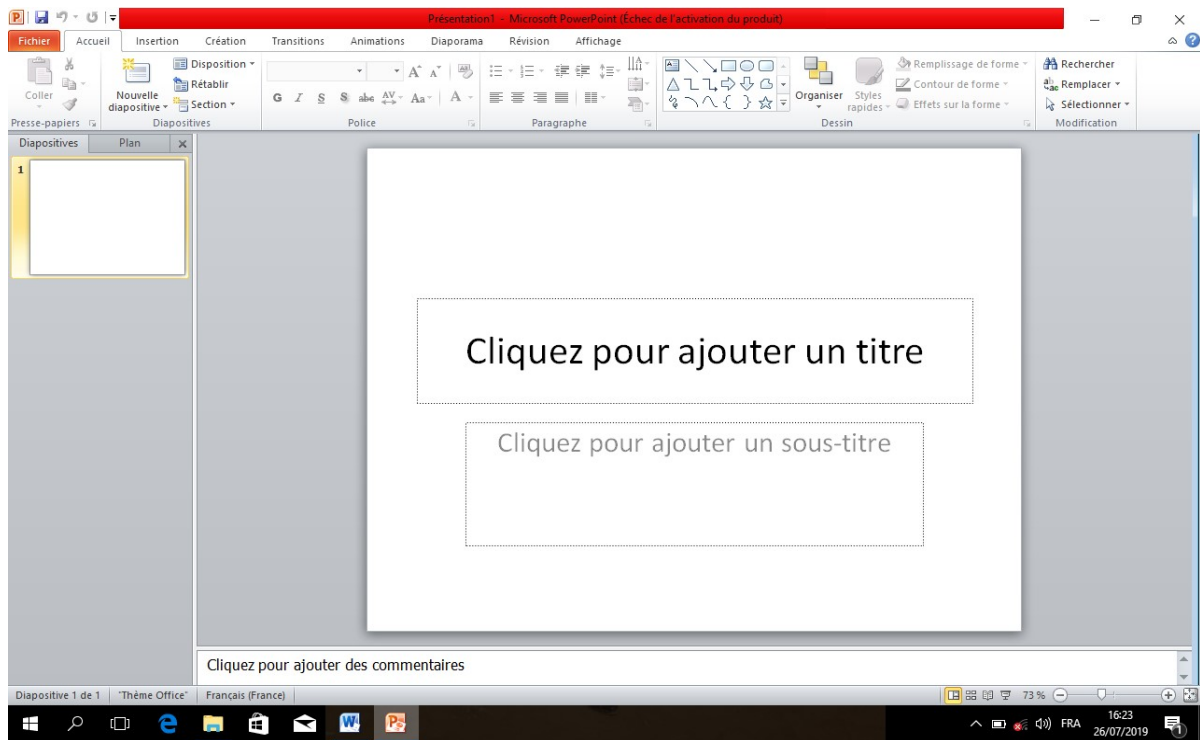 Présentation1 - Microsoft PowerPoint (Échec de l'activation du produit)
Fichier Accueil Insertion Création Transitions Animations Diaporama Révision Affichage
Coller
Presse-papiers
Nouvelle diapositive
Disposition
Rétablir
Section
Diapositives
G I S S abc AV Aa A
Police
Paragraphe
Organiser
Styles rapides
Remplissage de forme
Contour de forme
Effets sur la forme
Dessin
Rechercher
Remplacer
Sélectionner
Modification
Diapositives Plan
1
Cliquez pour ajouter un titre
Cliquez pour ajouter un sous-titre
Cliquez pour ajouter des commentaires
Diapositive 1 de 1 "Thème Office" Français (France) 73 %
FRA
16:23
26/07/2019